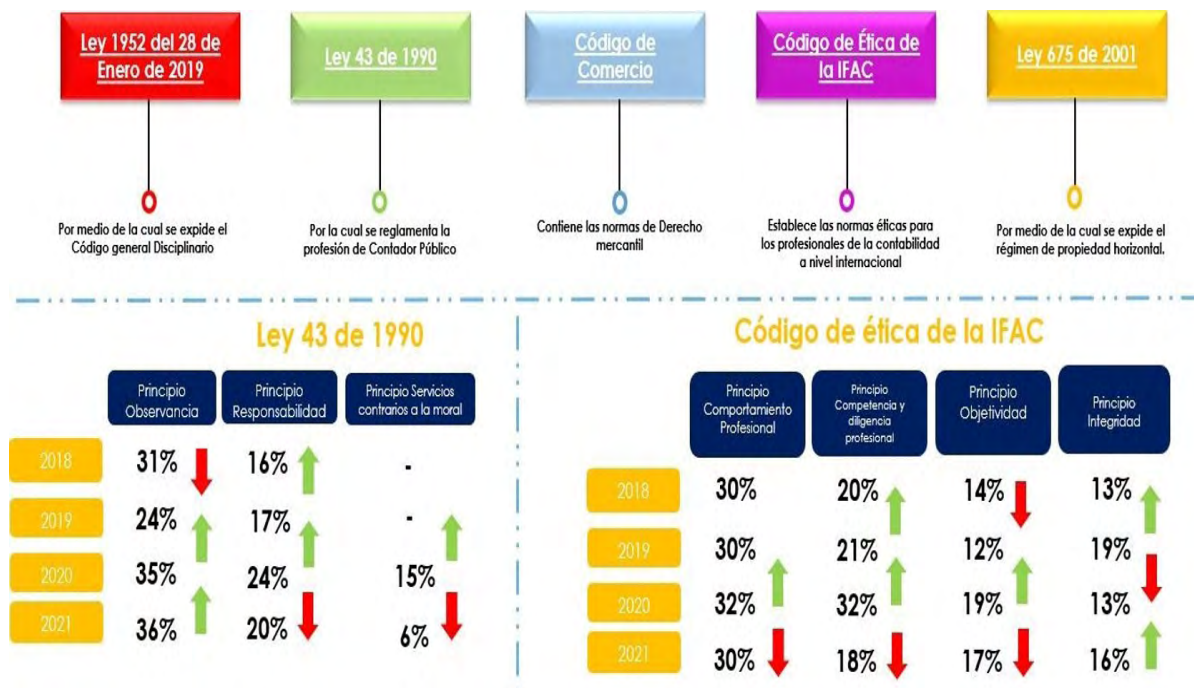 Ley 1952 del 28 de
Enero de 2019
Ley 43 de 1990
Código de
Comercio
Código de Ética de
la IFAC
Ley 675 de 2001
Por medio de la cual se expide el
Código general Disciplinario
Por la cual se reglamenta la
profesión de Contador Público
Contiene las normas de Derecho
mercantil
Establece las normas éticas para
los profesionales de la contabilidad
a nivel internacional
Por medio de la cual se expide el
régimen de propiedad horizontal.
Ley 43 de 1990
Principio
Observancia
Principio
Responsabilidad
Principio Servicios
contrarios a la moral
2018 31% 16% -
2019 24% 17% -
2020 35% 24% 15%
2021 36% 20% 6%
Código de ética de la IFAC
Principio
Comportamiento
Profesional
Principio
Competencia y
diligencia
profesional
Principio
Objetividad
Principio
Integridad
2018 30% 20% 14% 13%
2019 30% 21% 12% 19%
2020 32% 32% 19% 13%
2021 30% 18% 17% 16%